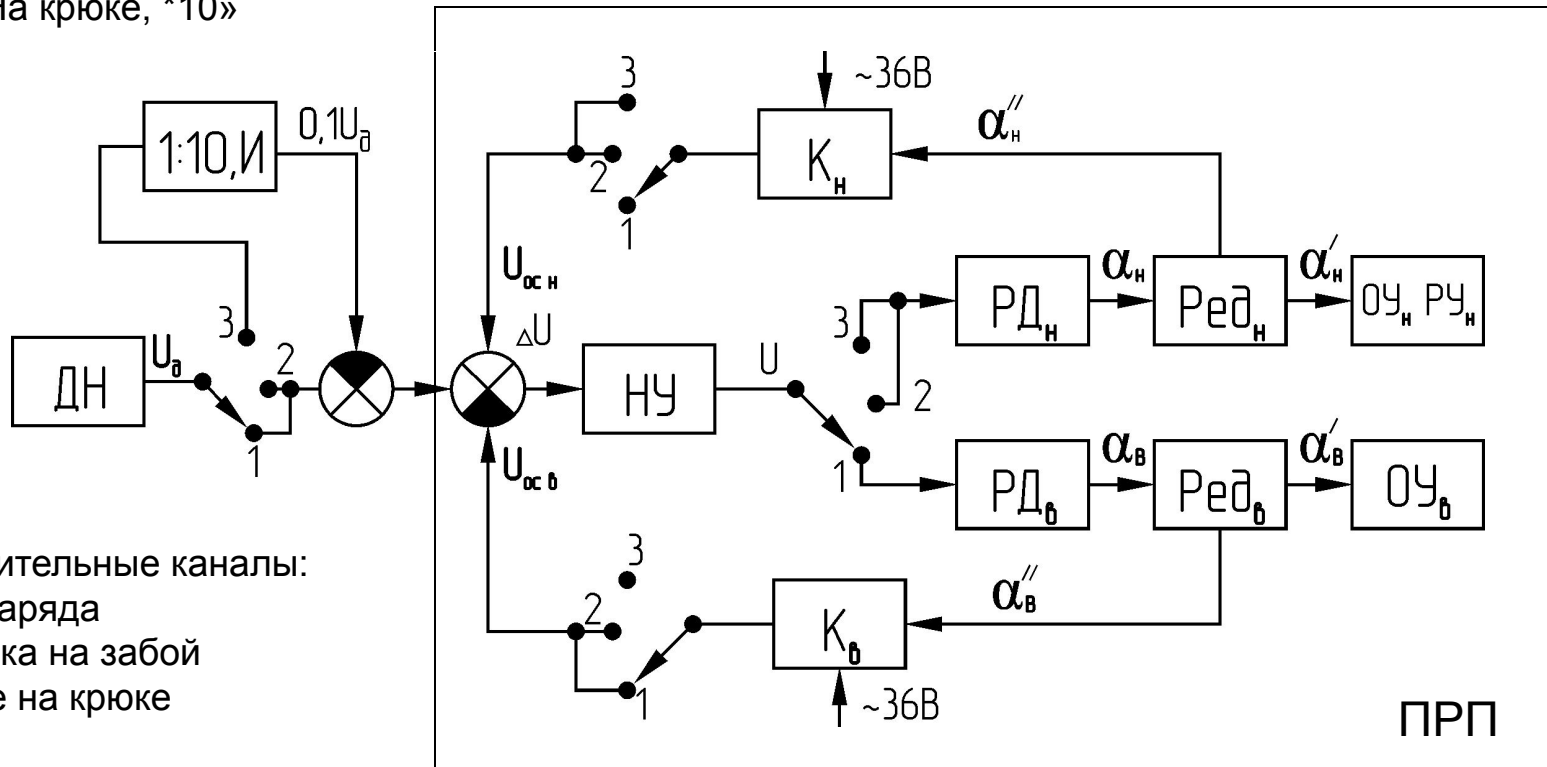 на крюке, *10»
3
~36В
1:10,И
0,1Uд
2
Kн
α″н
1
Uос н
3
РДн
αн
Редн
α′н
ОУн РУн
3
ΔU
ДН
Uд
2
НУ
U
2
1
Uос в
1
РДв
αв
Редв
α′в
ОУв
ительные каналы:
3
аряда
2
Kв
α″в
ка на забой
е на крюке
1
~36В
ПРП